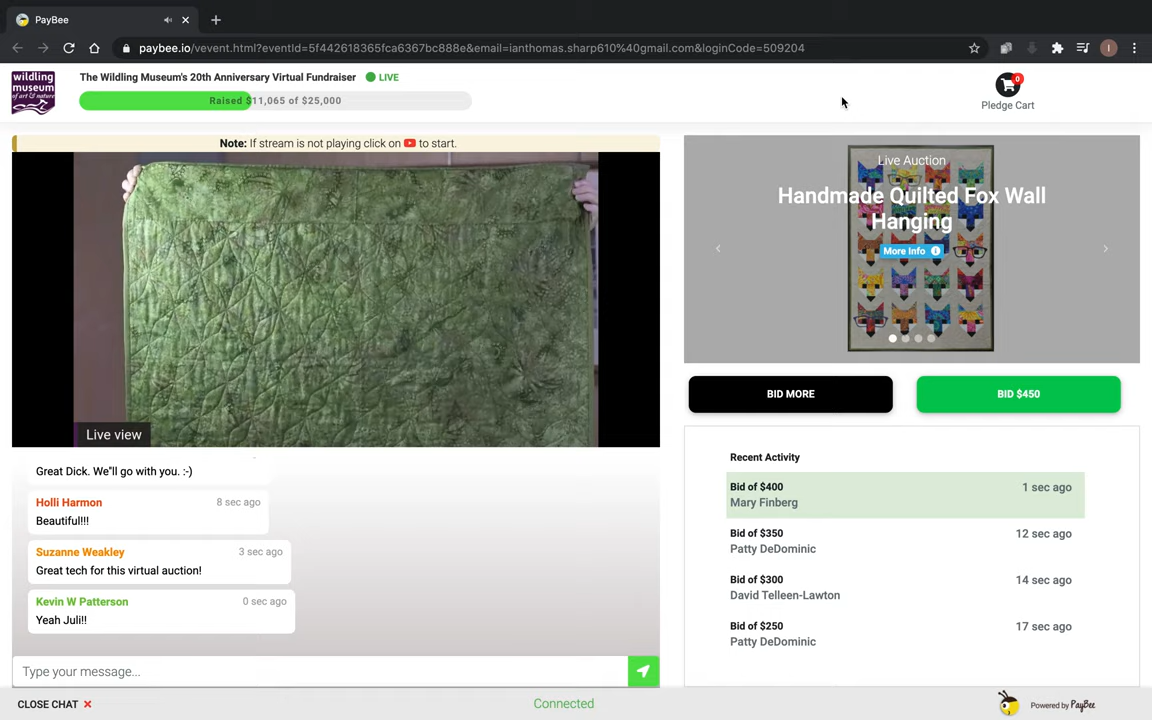 PayBee
paybee.io/vevent.html?eventId=5f442618365fca6367bc888e&email=ianthomas.sharp610%40gmail.com&loginCode=509204
I
wildling
museum
of art & nature
The Wildling Museum's 20th Anniversary Virtual Fundraiser
LIVE
Raised $11,065 of $25,000
0
Pledge Cart
Note: If stream is not playing click on to start.
Live view
Live Auction
Handmade Quilted Fox Wall
Hanging
More Info
BID MORE
BID $450
Great Dick. We"ll go with you. :-)
Holli Harmon 8 sec ago
Beautiful!!!
Suzanne Weakley 3 sec ago
Great tech for this virtual auction!
Kevin W Patterson 0 sec ago
Yeah Juli!!
Type your message...
Recent Activity
Bid of $400 1 sec ago
Mary Finberg
Bid of $350 12 sec ago
Patty DeDominic
Bid of $300 14 sec ago
David Telleen-Lawton
Bid of $250 17 sec ago
Patty DeDominic
CLOSE CHAT
Connected
Powered by PayBee